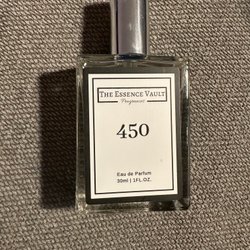 THE ESSENCE VAULT
Fragrances
450
Eau de Parfum
30ml | 1FL.OZ.